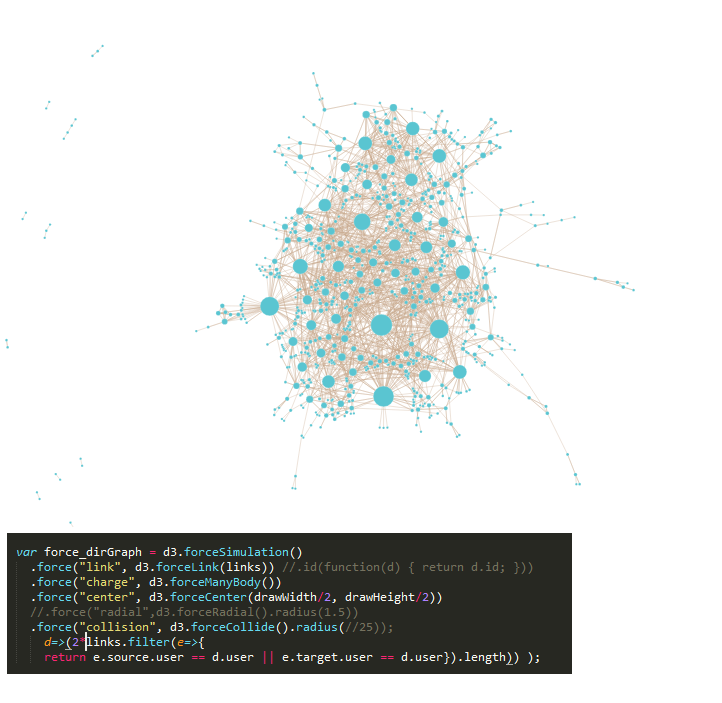 var force_dirGraph = d3.forceSimulation()
.force("link", d3.forceLink(links)) //.id(function(d) { return d.id; }))
.force("charge", d3.forceManyBody())
.force("center", d3.forceCenter(drawWidth/2, drawHeight/2))
//.force("radial",d3.forceRadial().radius(1.5))
.force("collision", d3.forceCollide().radius(//25));
d=>(2*links.filter(e=>{
return e.source.user == d.user || e.target.user == d.user}).length)) );